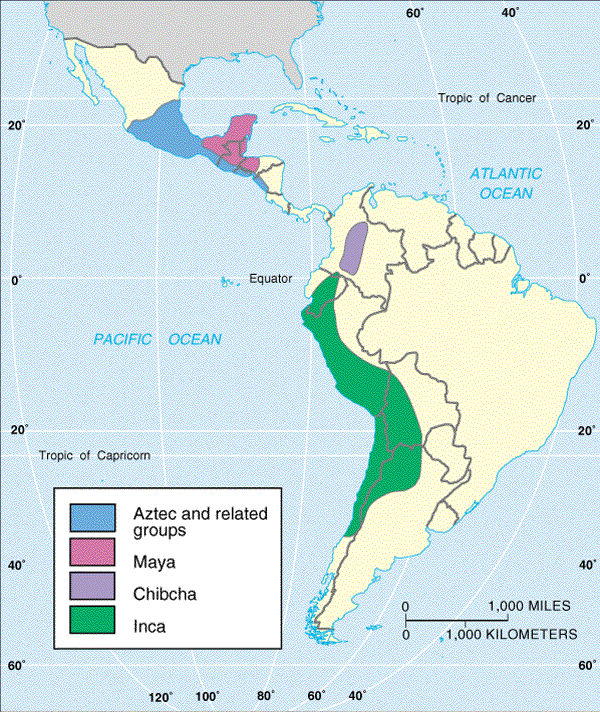 60° 40°
Tropic of Cancer
20°
ATLANTIC
OCEAN
20°
0° Equator 0°
PACIFIC OCEAN
20° 20°
Tropic of Capricorn
Aztec and related
groups
Maya
Chibcha
Inca
40° 40°
0 1,000 MILES
0 1,000 KILOMETERS
60° 60°
120° 100° 80° 60° 40°